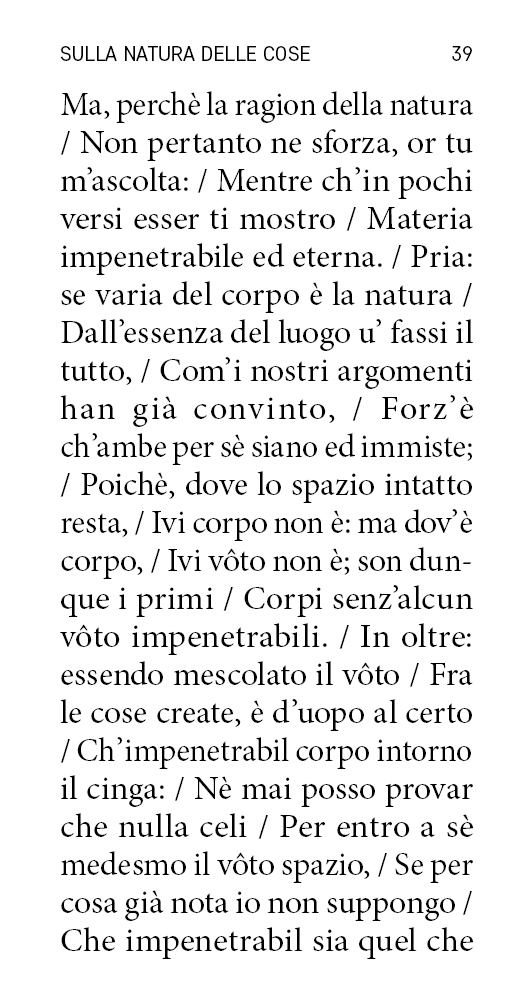 SULLA NATURA DELLE COSE 39
Ma, perchè la ragion della natura
/ Non pertanto ne sforza, or tu
m’ascolta: / Mentre ch’in pochi
versi esser ti mostro / Materia
impenetrabile ed eterna. / Pria:
se varia del corpo è la natura /
Dall’essenza del luogo u’ fassi il
tutto, / Com’i nostri argomenti
han già convinto, / Forz’è
ch’ambe per sè siano ed immiste;
/ Poichè, dove lo spazio intatto
resta, / Ivi corpo non è: ma dov’è
corpo, / Ivi vôto non è; son dun-
que i primi / Corpi senz’alcun
vôto impenetrabili. / In oltre:
essendo mescolato il vôto / Fra
le cose create, è d’uopo al certo
/ Ch’impenetrabil corpo intorno
il cinga: / Nè mai posso provar
che nulla celi / Per entro a sè
medesmo il vôto spazio, / Se per
cosa già nota io non suppongo /
Che impenetrabil sia quel che